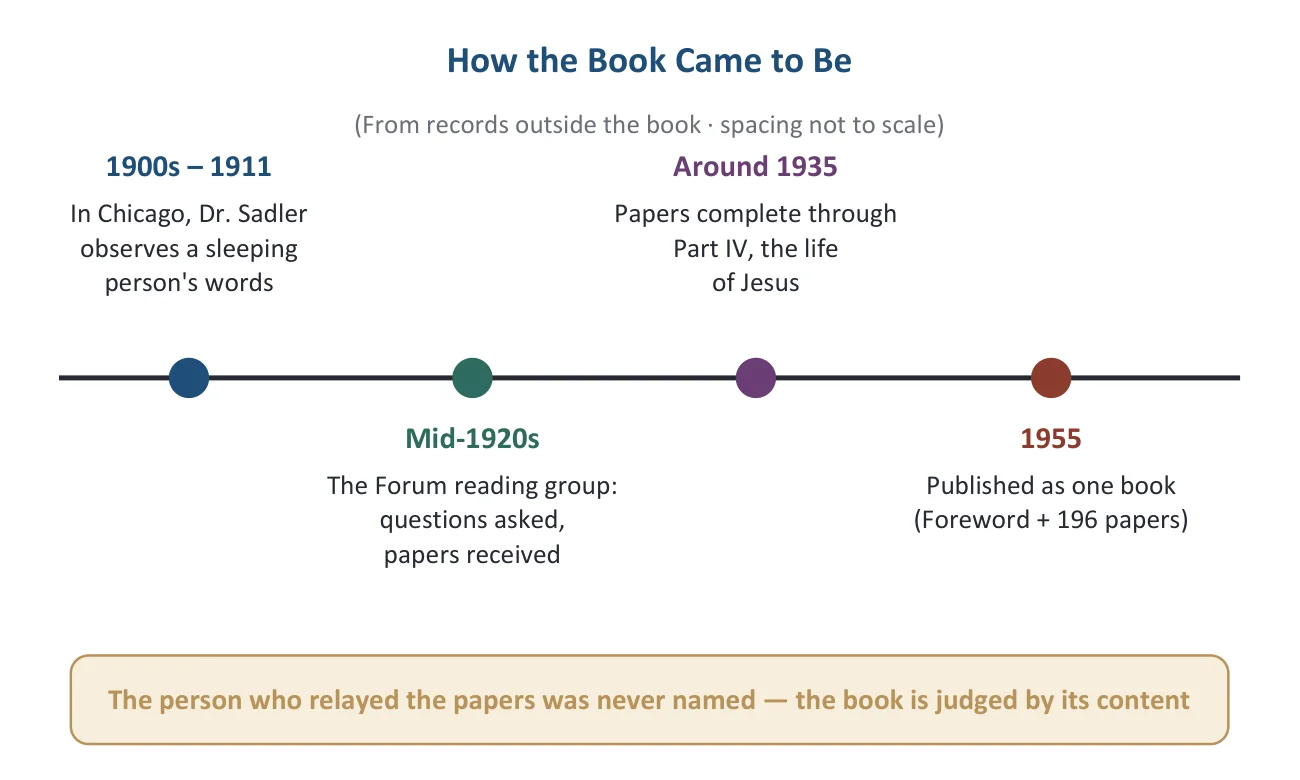 How the Book Came to Be
(From records outside the book · spacing not to scale)
1900s – 1911
In Chicago, Dr. Sadler
observes a sleeping
person's words
Mid-1920s
The Forum reading group:
questions asked,
papers received
Around 1935
Papers complete through
Part IV, the life
of Jesus
1955
Published as one book
(Foreword + 196 papers)
The person who relayed the papers was never named — the book is judged by its content